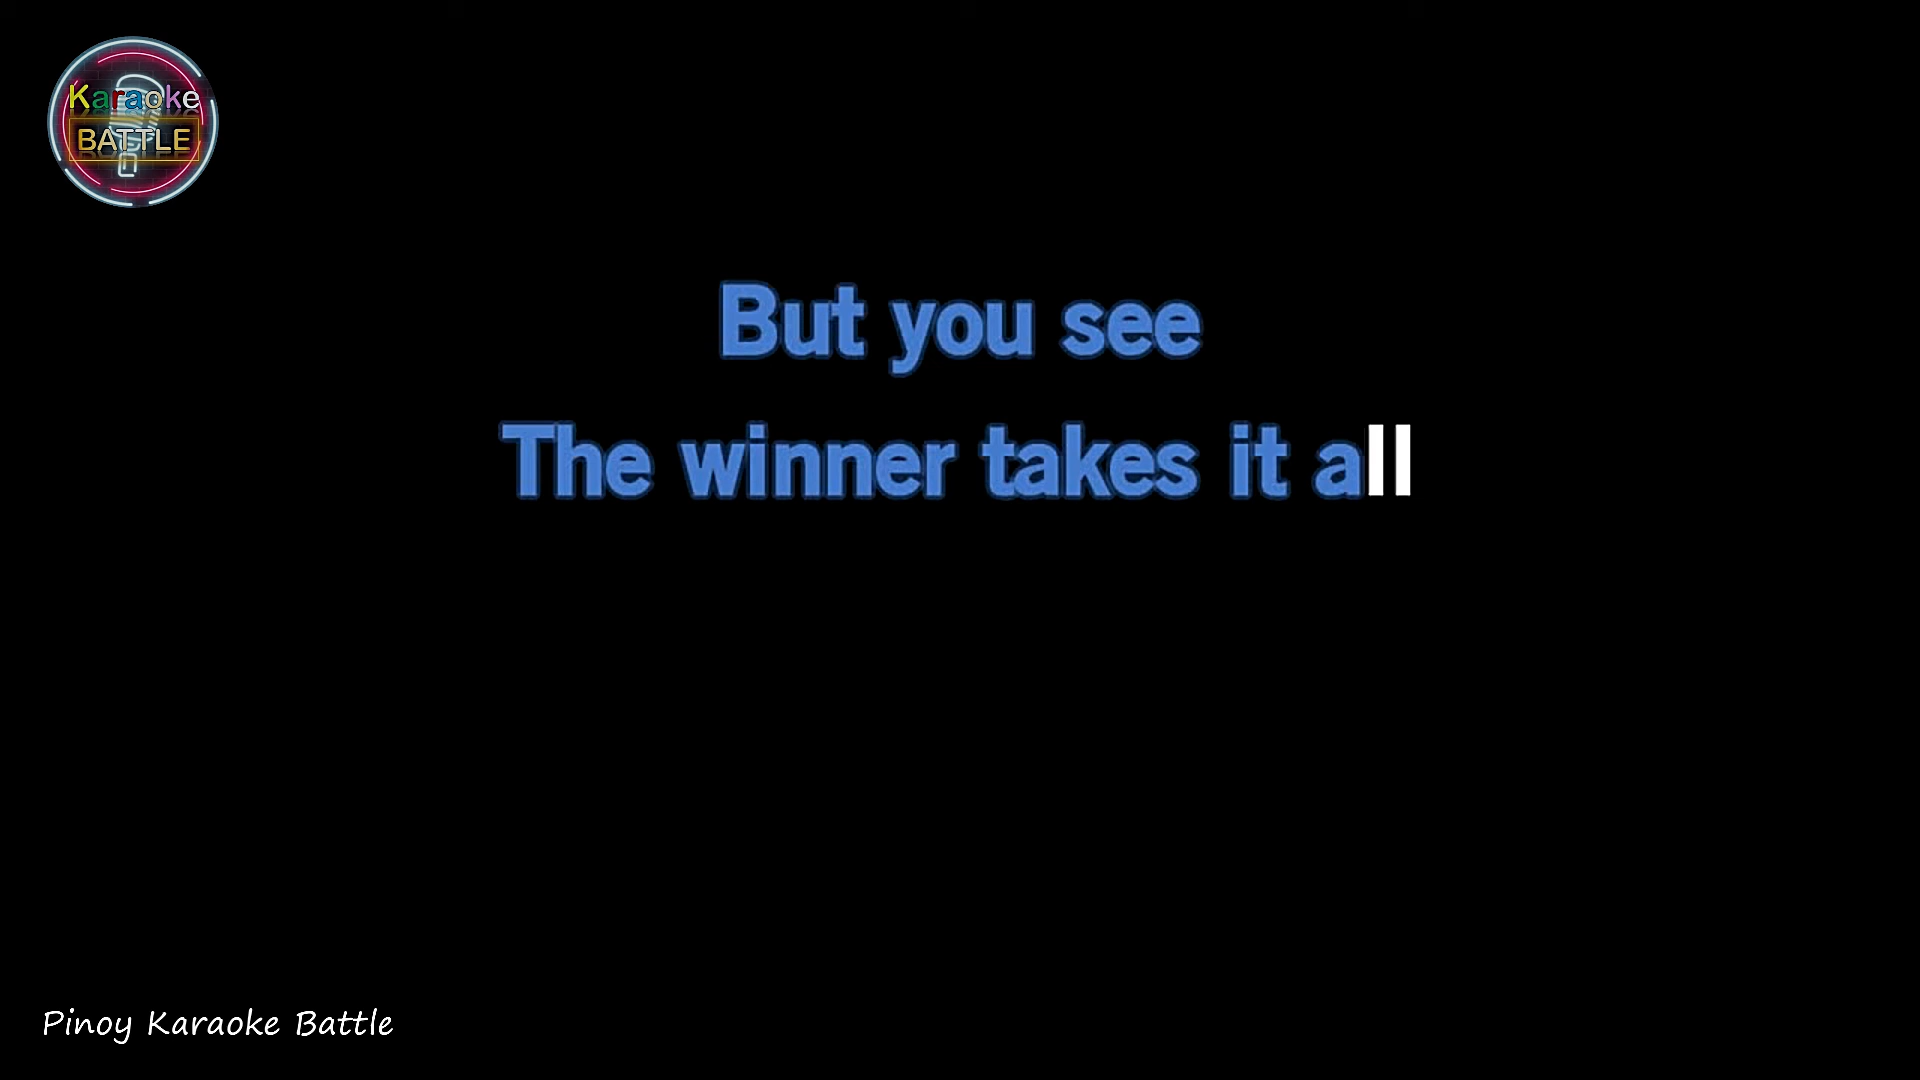 Karaoke
BATTLE
But you see
The winner takes it all
Pinoy Karaoke Battle